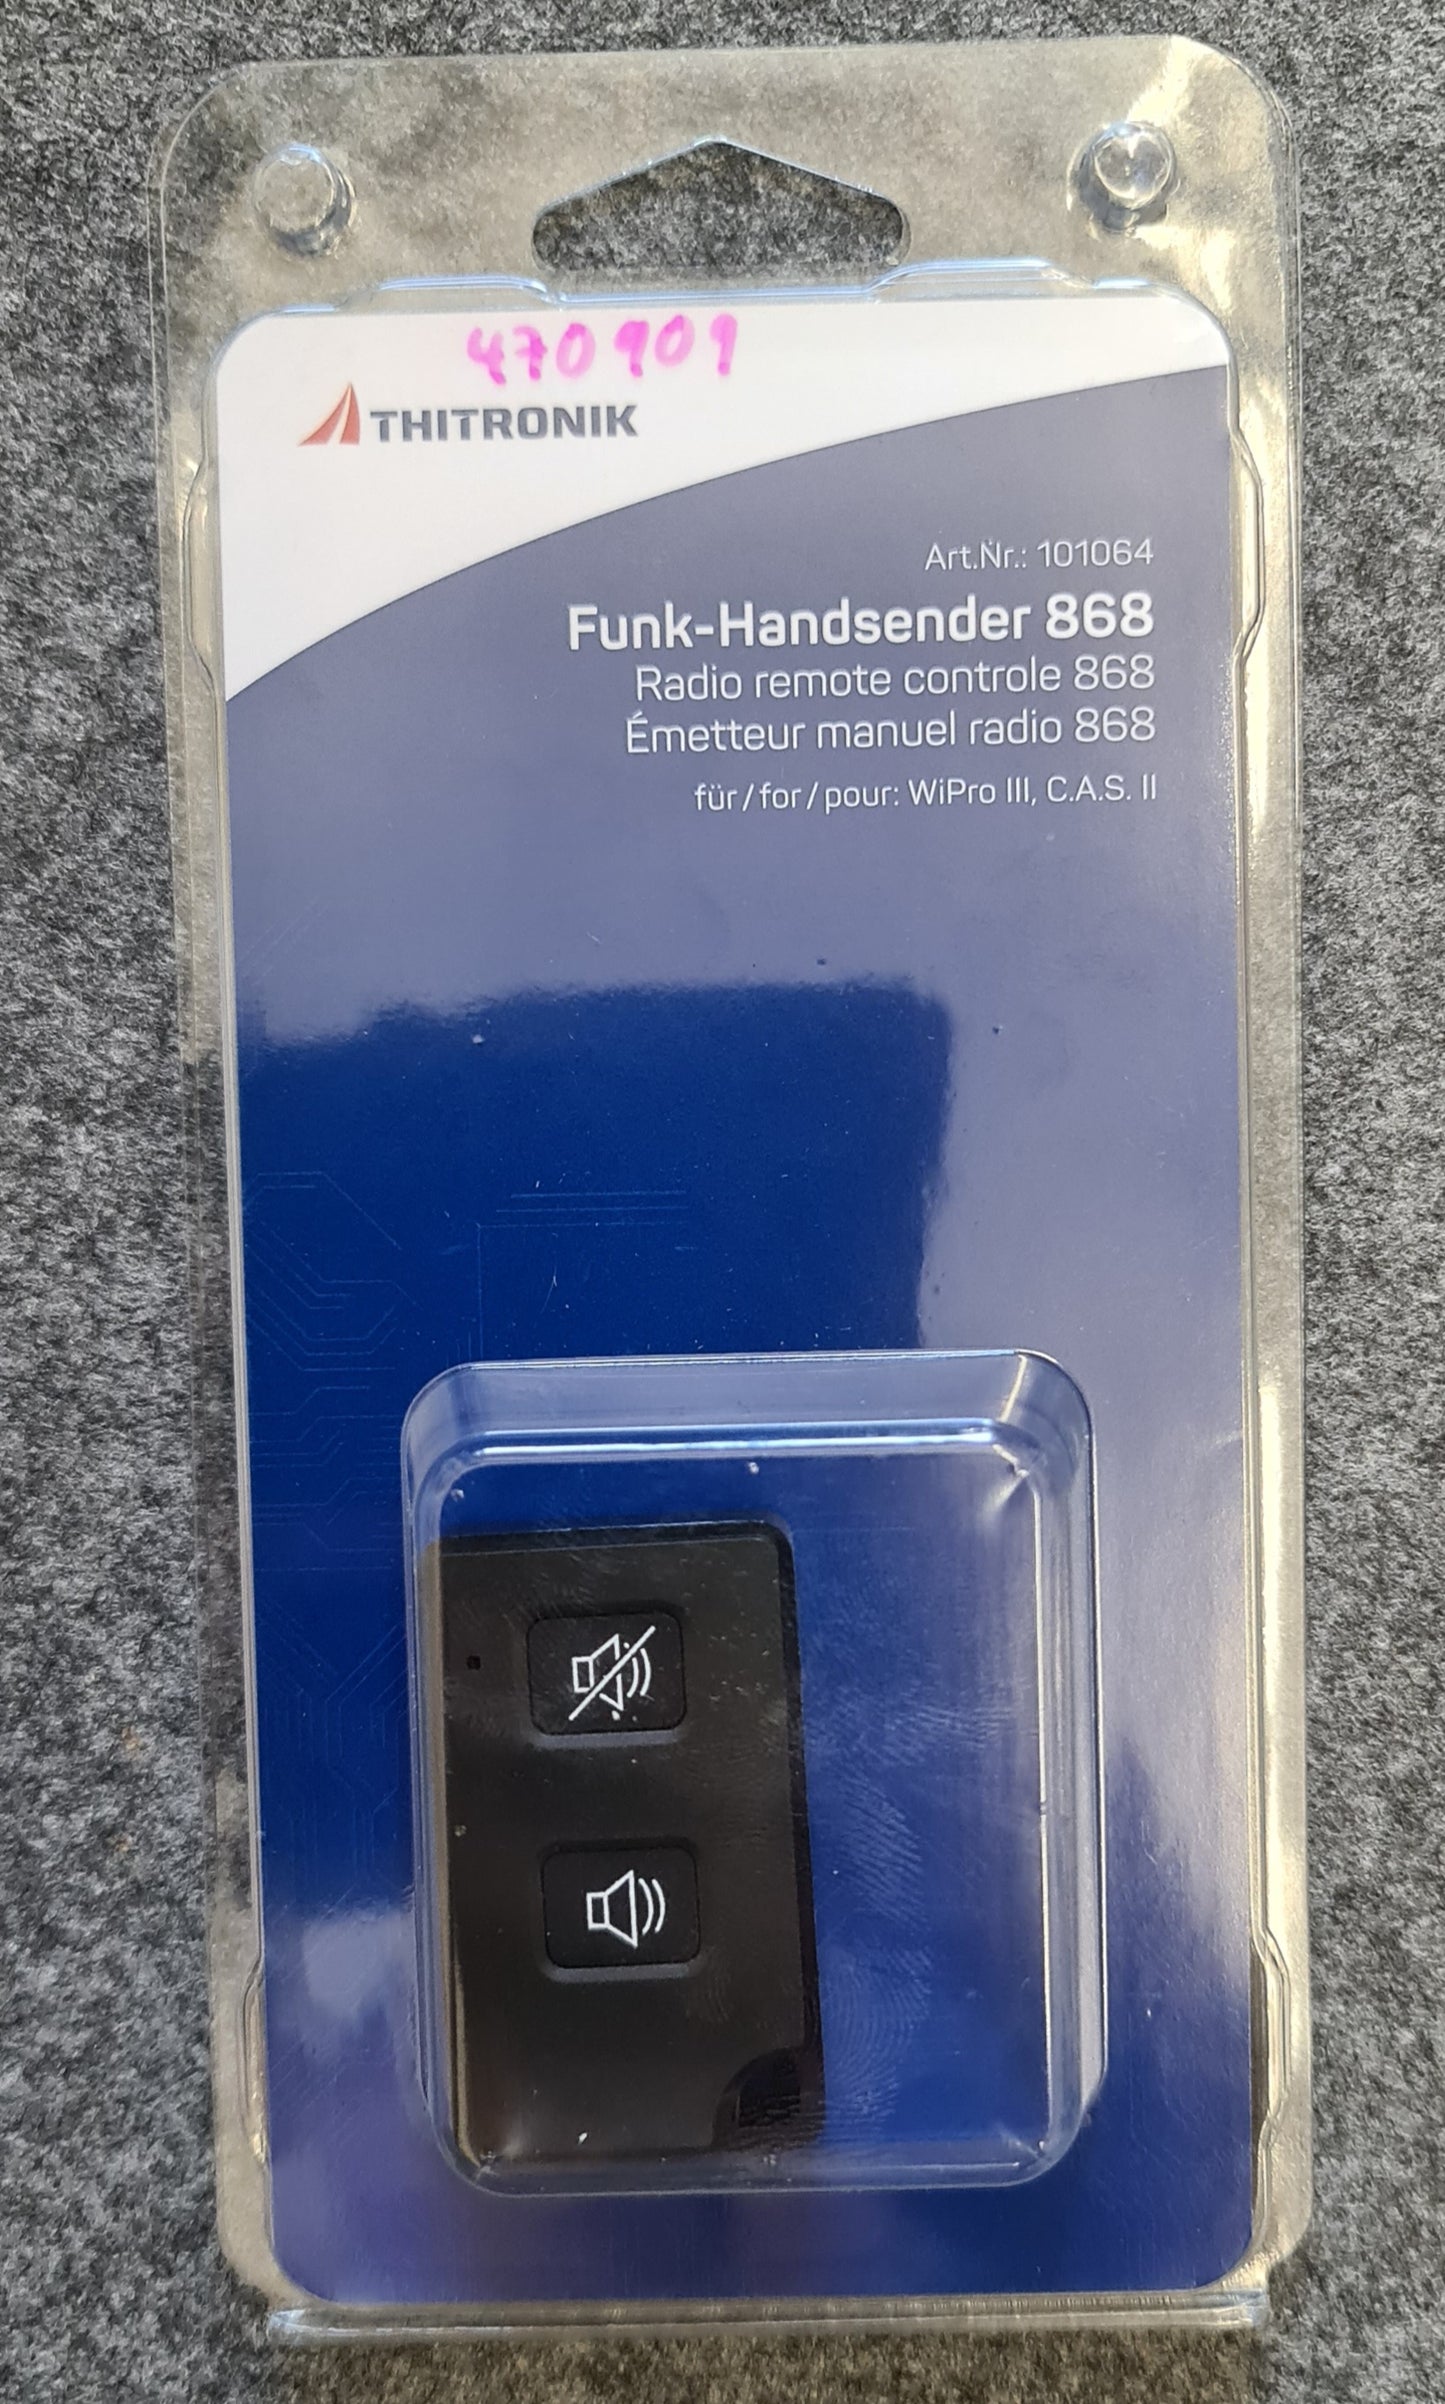 470909
THITRONIK
Art.Nr.: 101064
Funk-Handsender 868
Radio remote controle 868
Émetteur manuel radio 868
für / for / pour: WiPro III, C.A.S. II